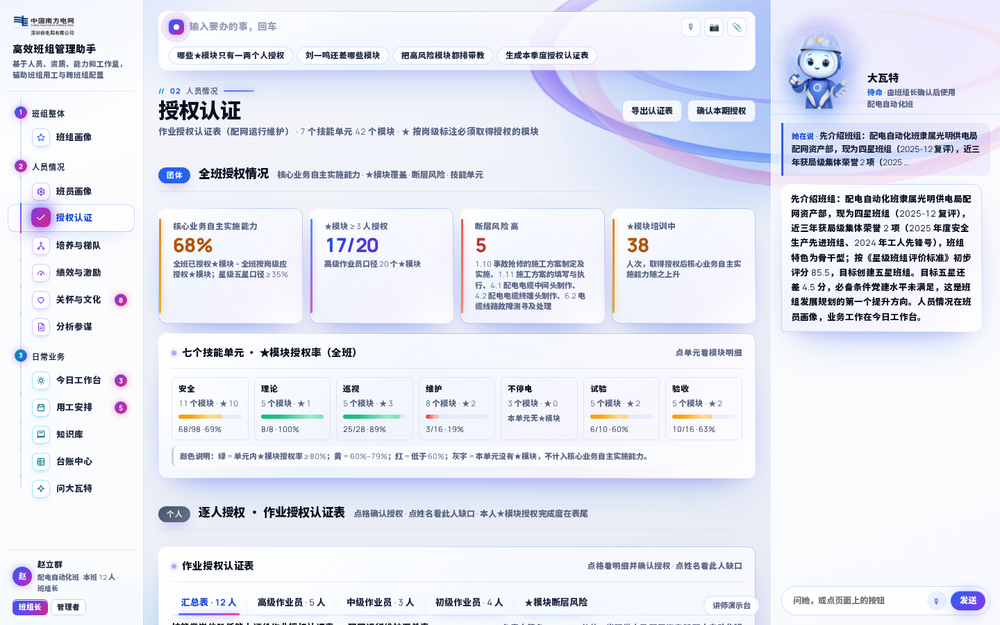 中国南方电网
CHINA SOUTHERN POWER GRID
深圳供电局有限公司
高效班组管理助手
基于人员、资质、能力和工作量，
辅助班组用工与跨班组配置
1 班组整体
班组画像
2 人员情况
班员画像
授权认证
培养与梯队
绩效与激励
关怀与文化 8
分析参谋
3 日常业务
今日工作台 3
用工安排 5
知识库
台账中心
问大瓦特
赵
赵立群
配电自动化班 · 本班 12 人 ·
班组长
班组长 管理者
输入要办的事，回车
哪些★模块只有一两个人授权 刘一鸣还差哪些模块 把高风险模块都排带教 生成本季度授权认证表
// 02 人员情况
授权认证
导出认证表 确认本期授权
作业授权认证表（配网运行维护） · 7 个技能单元 42 个模块 · ★ 按岗级标注必须取得授权的模块
团体 全班授权情况 核心业务自主实施能力 · ★模块覆盖 · 断层风险 · 技能单元
核心业务自主实施能力
68%
全班已授权★模块 ÷ 全班按岗级应
授权★模块；星级五星口径 ≥35%
★模块 ≥3 人授权
17/20
高级作业员口径 20 个★模块
断层风险 高
5
1.10 事故抢修的施工方案制定及
实施、1.11 施工方案的填写与执
行、4.1 配电电缆中间头制作、
4.2 配电电缆终端头制作、6.2 电
缆线路故障测寻及处理
★模块培训中
38
人次，取得授权后核心业务自主实
施能力随之上升
七个技能单元 · ★模块授权率（全班） 点单元看模块明细
安全
11 个模块 · ★10
68/98 · 69%
理论
5 个模块 · ★1
8/8 · 100%
巡视
5 个模块 · ★3
25/28 · 89%
维护
8 个模块 · ★2
3/16 · 19%
不停电
3 个模块 · ★0
本单元无★模块
试验
5 个模块 · ★2
6/10 · 60%
验收
5 个模块 · ★2
10/16 · 63%
颜色说明：绿 = 单元内★模块授权率 ≥80%；黄 = 60%–79%；红 = 低于 60%；灰字 = 本单元没有★模块，不计入核心业务自主实施能力。
个人 逐人授权 · 作业授权认证表 点格确认授权 · 点姓名看此人缺口 · 本人★模块授权完成度在表尾
作业授权认证表 点格看明细并确认授权 · 点姓名看此人缺口
汇总表 · 12 人 高级作业员 · 5 人 中级作业员 · 3 人 初级作业员 · 4 人 ★模块断层风险
讲师演示台
大瓦特
待命 · 由班组长确认后使用
配电自动化班
她在说 · 先介绍班组：配电自动化班隶属光明供电局
配网资产部，现为四星班组（2025-12 复评），近三
年获局级集体荣誉 2 项（2025 …
先介绍班组：配电自动化班隶属光明供电局配
网资产部，现为四星班组（2025-12 复评），
近三年获局级集体荣誉 2 项（2025 年度安全
生产先进班组、2024 年工人先锋号），班组
特色为骨干型；按《星级班组评价标准》初步
评分 85.5，目标创建五星班组。目标五星还
差 4.5 分，必备条件党建水平未满足，这是班
组发展规划的第一个提升方向。人员情况在班
员画像，业务工作在今日工作台。
问她，或点页面上的按钮
发送